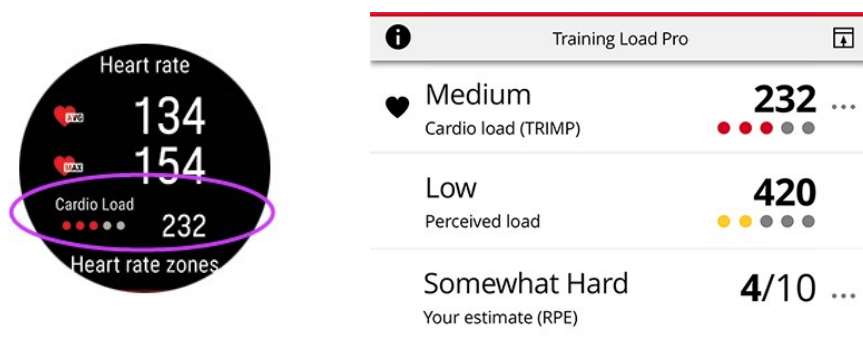 Heart rate
AVG 134
MAX 154
Cardio Load
232
Heart rate zones
Training Load Pro
Medium 232
Cardio load (TRIMP)
Low 420
Perceived load
Somewhat Hard 4/10
Your estimate (RPE)